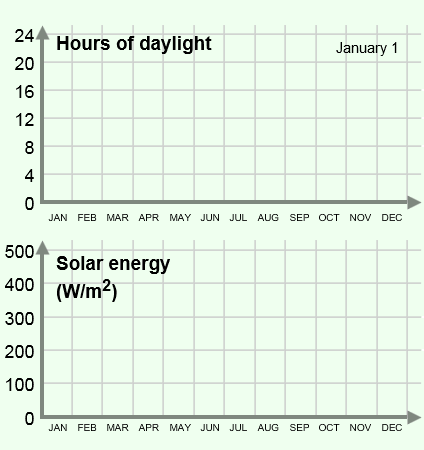 Hours of daylight
January 1
24
20
16
12
8
4
0
JAN FEB MAR APR MAY JUN JUL AUG SEP OCT NOV DEC
Solar energy
(W/m²)
500
400
300
200
100
0
JAN FEB MAR APR MAY JUN JUL AUG SEP OCT NOV DEC